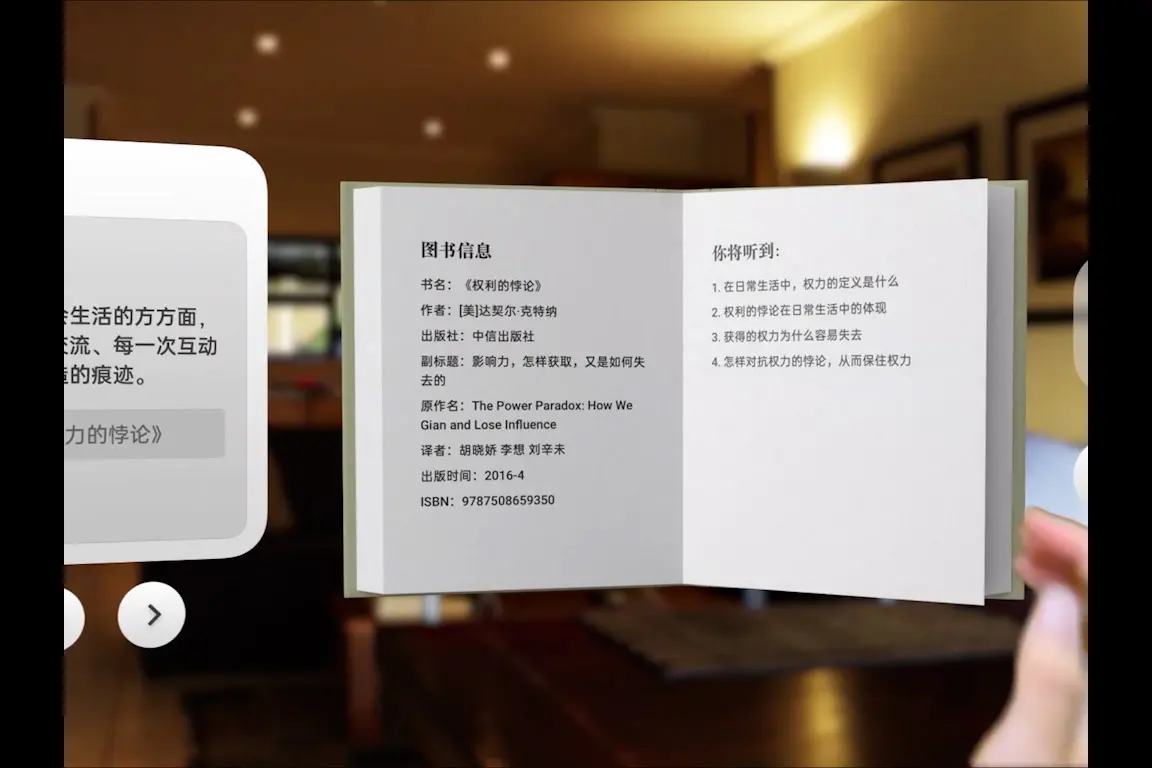 会生活的方方面，
交流、每一次互动
造的痕迹。
力的悖论》
图书信息
书名：《权利的悖论》
作者：[美]达契尔·克特纳
出版社：中信出版社
副标题：影响力，怎样获取，又是如何失
去的
原作名：The Power Paradox: How We
Gian and Lose Influence
译者：胡晓娇 李想 刘辛未
出版时间：2016-4
ISBN：9787508659350
你将听到：
1. 在日常生活中，权力的定义是什么
2. 权利的悖论在日常生活中的体现
3. 获得的权力为什么容易失去
4. 怎样对抗权力的悖论，从而保住权力